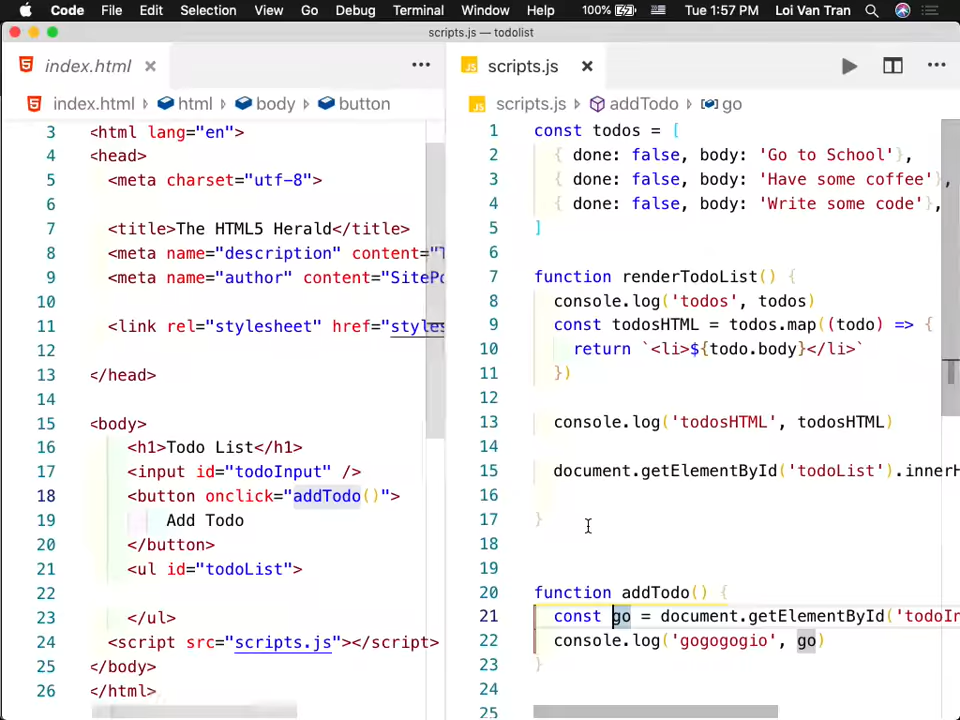 Code File Edit Selection View Go Debug Terminal Window Help 100% Tue 1:57 PM Loi Van Tran
scripts.js — todolist
index.html
index.html html body button
3 <html lang="en">
4 <head>
5 <meta charset="utf-8">
6
7 <title>The HTML5 Herald</title>
8 <meta name="description" content="
9 <meta name="author" content="SiteP
10
11 <link rel="stylesheet" href="styles
12
13 </head>
14
15 <body>
16 <h1>Todo List</h1>
17 <input id="todoInput" />
18 <button onclick="addTodo()">
19 Add Todo
20 </button>
21 <ul id="todoList">
22
23 </ul>
24 <script src="scripts.js"></script>
25 </body>
26 </html>
JS scripts.js
JS scripts.js addTodo go
1 const todos = [
2 { done: false, body: 'Go to School'},
3 { done: false, body: 'Have some coffee'},
4 { done: false, body: 'Write some code'},
5 ]
6
7 function renderTodoList() {
8 console.log('todos', todos)
9 const todosHTML = todos.map((todo) => {
10 return `<li>${todo.body}</li>`
11 })
12
13 console.log('todosHTML', todosHTML)
14
15 document.getElementById('todoList').innerH
16
17 }
18
19
20 function addTodo() {
21 const go = document.getElementById('todoIn
22 console.log('gogogogio', go)
23 }
24
25